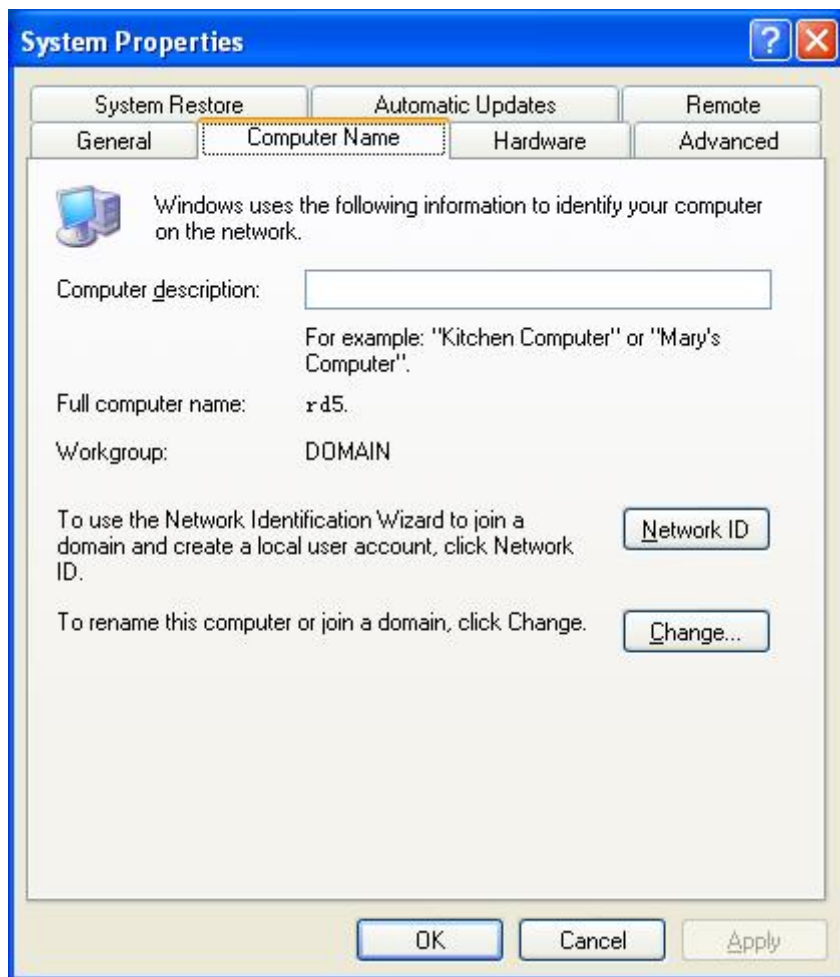 System Properties
System Restore
Automatic Updates
Remote
General
Computer Name
Hardware
Advanced
Windows uses the following information to identify your computer
on the network.
Computer description:
For example: "Kitchen Computer" or "Mary's
Computer".
Full computer name:
rd5.
Workgroup:
DOMAIN
To use the Network Identification Wizard to join a
domain and create a local user account, click Network
ID.
Network ID
To rename this computer or join a domain, click Change.
Change...
OK
Cancel
Apply